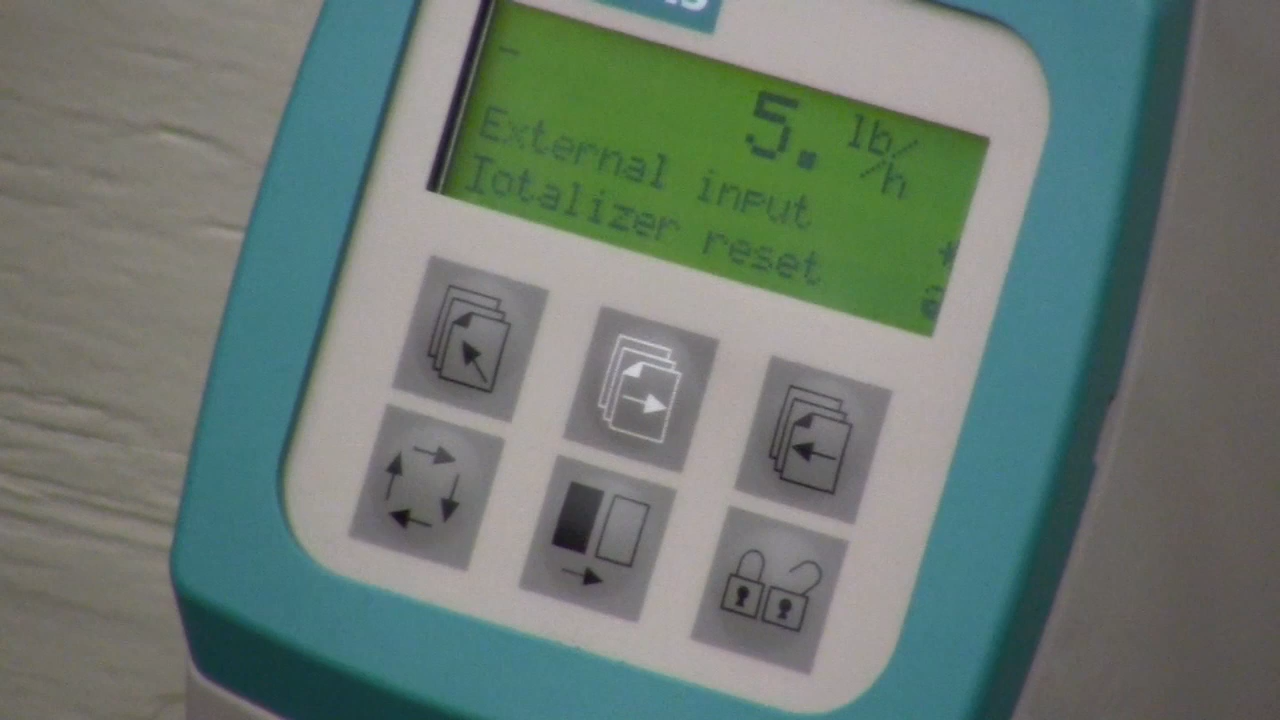 - 5. lb/
/h
External input
Totalizer reset